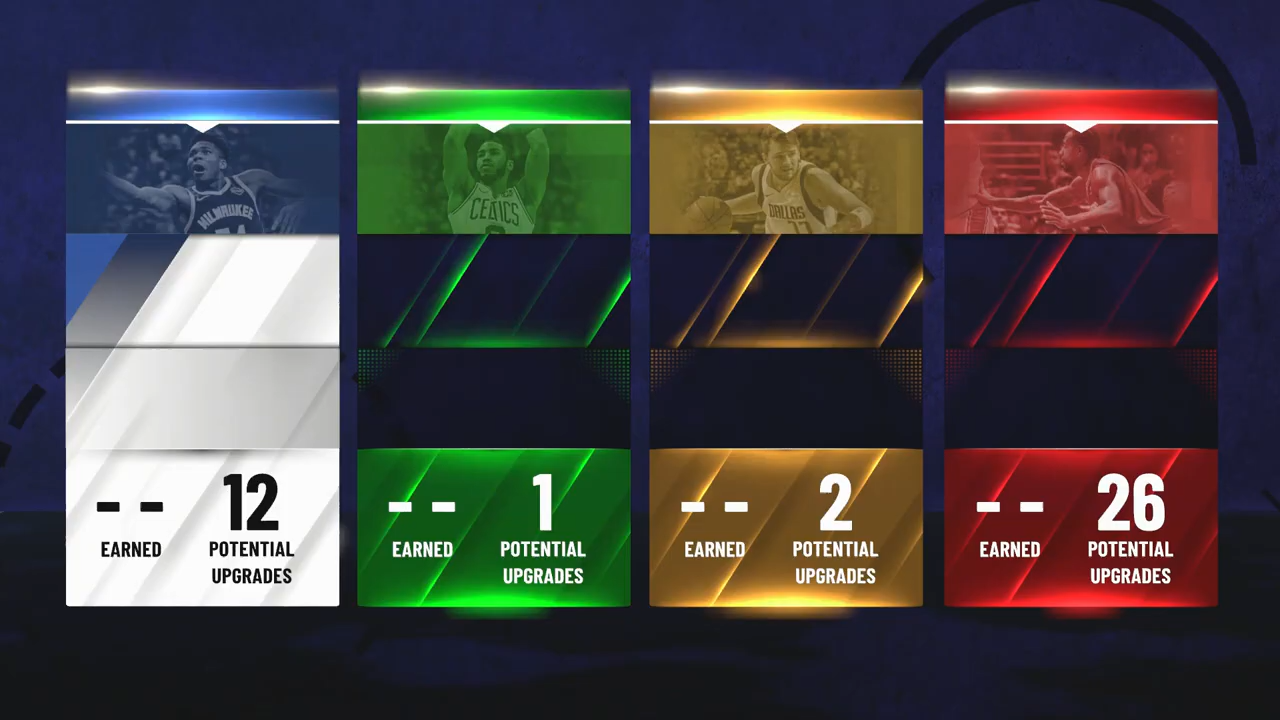 MILWAUKEE
CELTICS
DALLAS
- - 12
EARNED POTENTIAL
UPGRADES
- - 1
EARNED POTENTIAL
UPGRADES
- - 2
EARNED POTENTIAL
UPGRADES
- - 26
EARNED POTENTIAL
UPGRADES